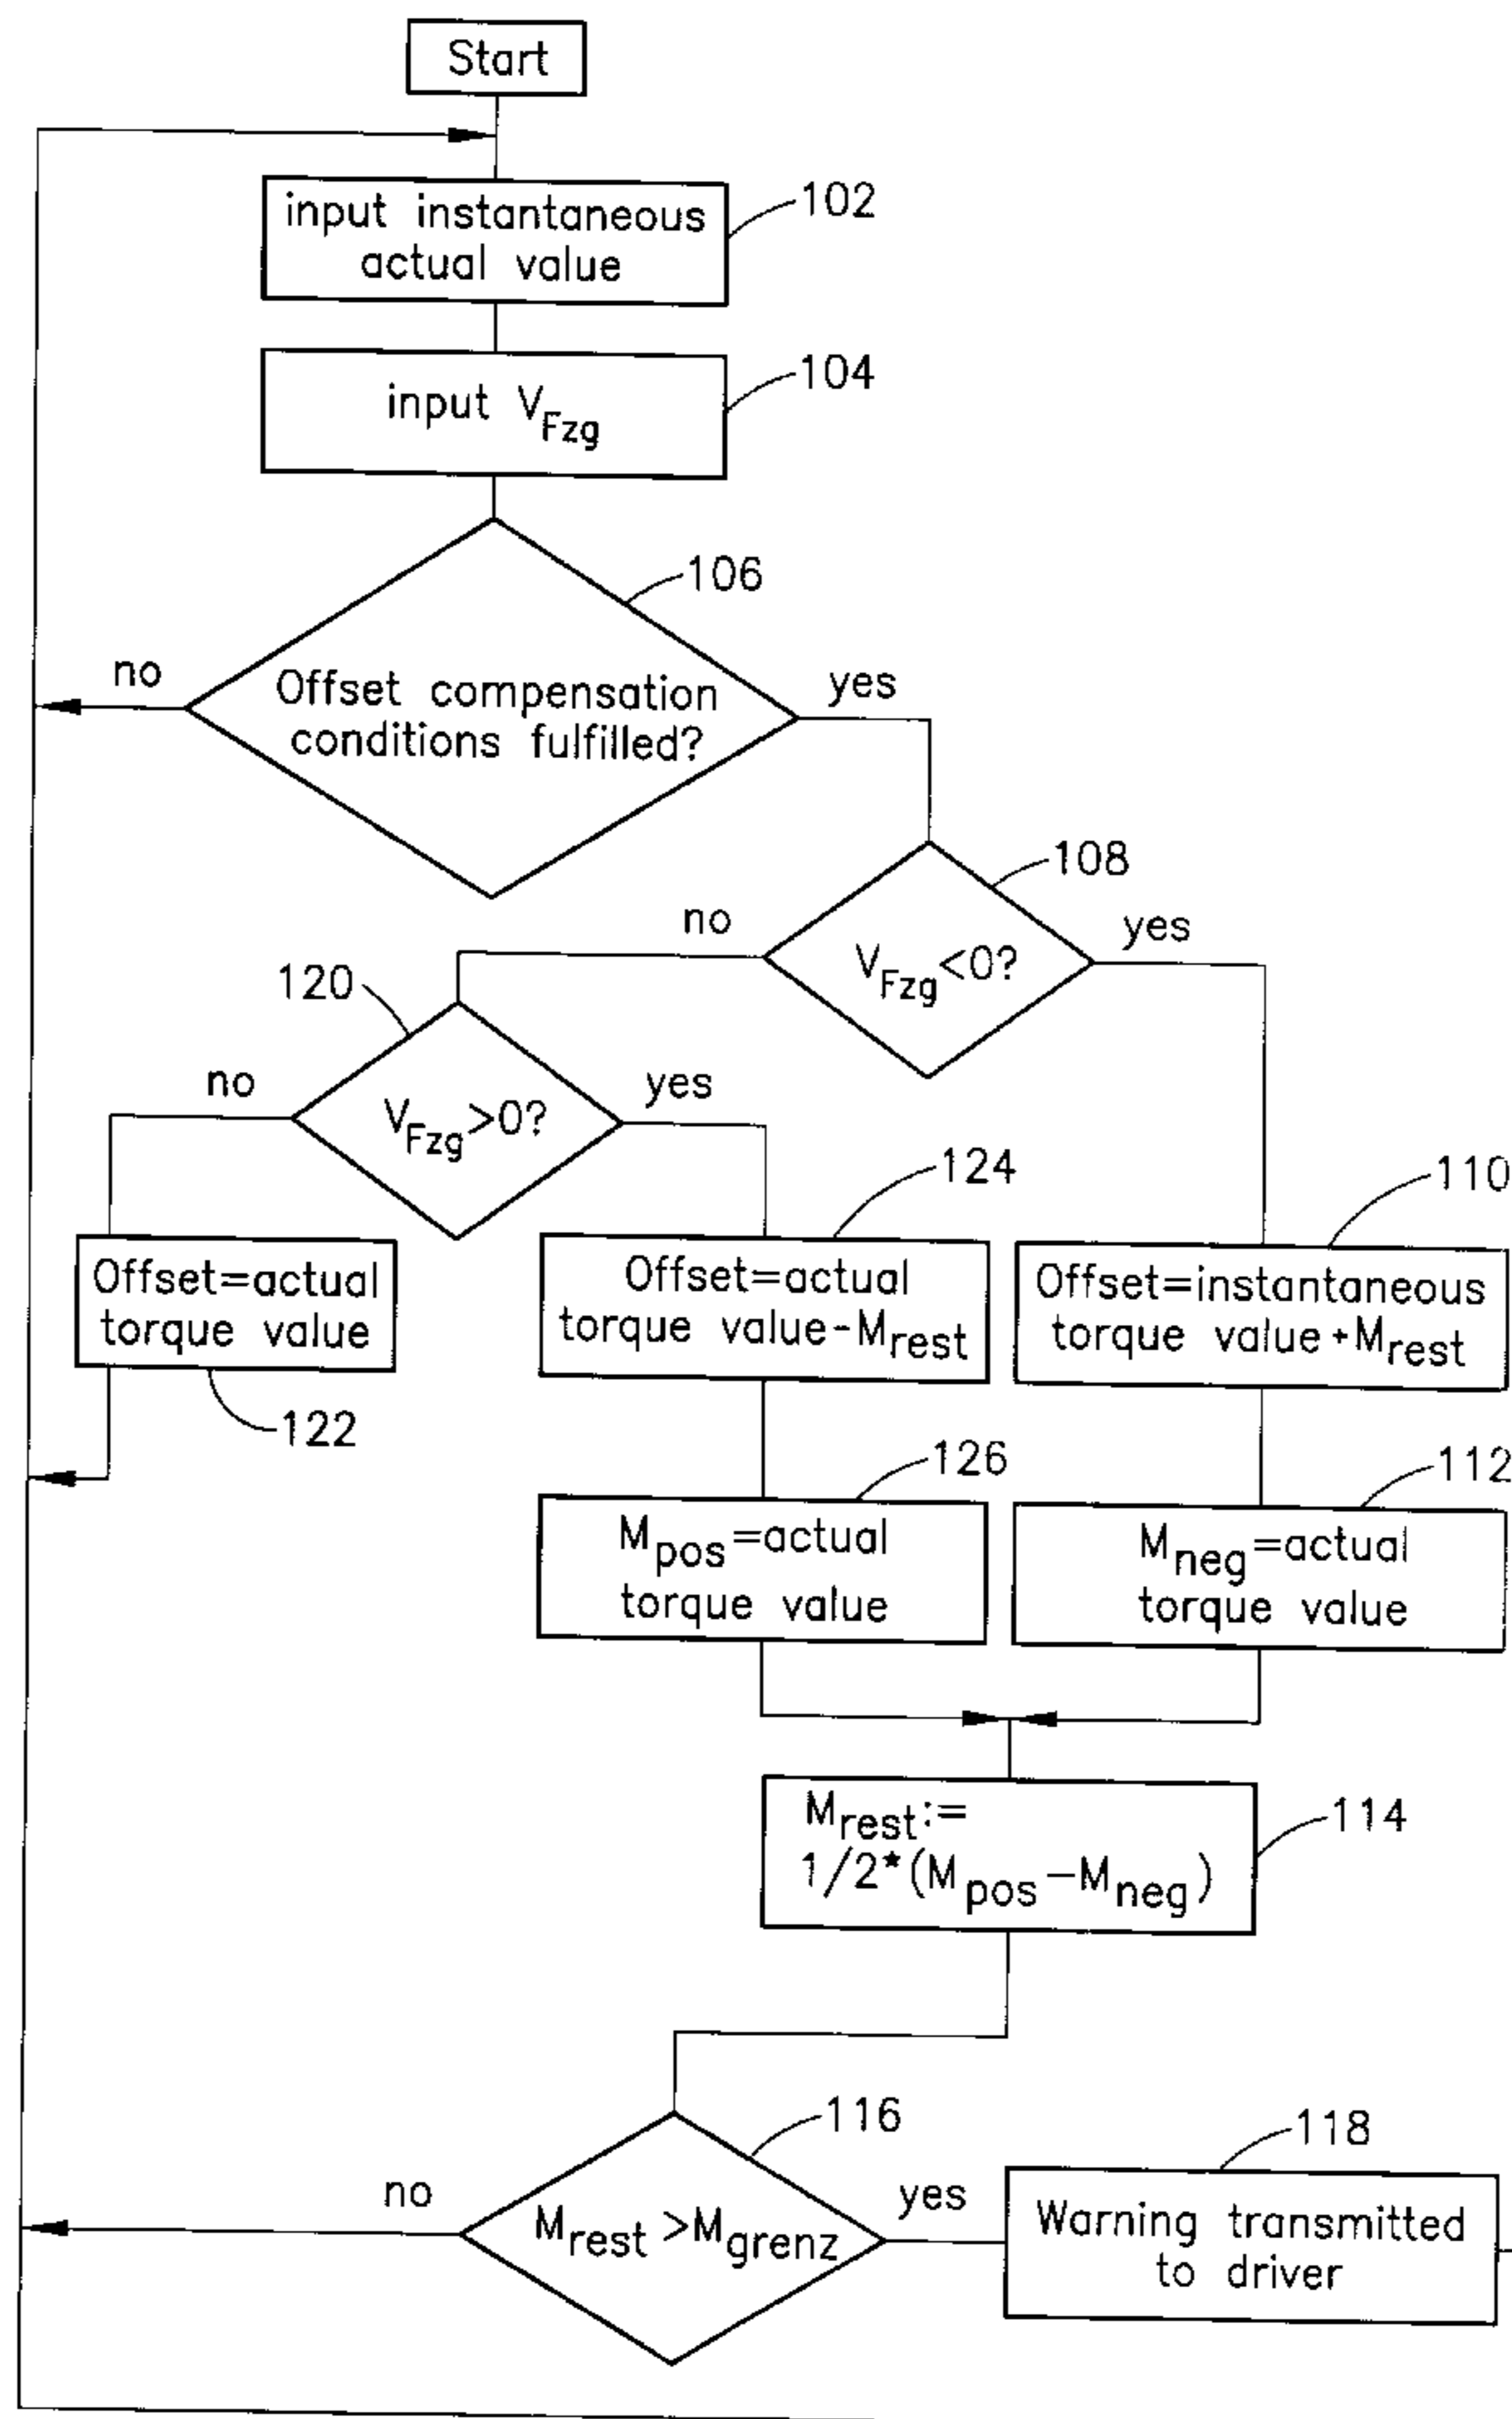 Start
input instantaneous
actual value
102
input VFzg
104
106
Offset compensation
conditions fulfilled?
no
yes
108
VFzg<0?
no
yes
120
VFzg>0?
no
yes
124
110
Offset=actual
torque value
122
Offset=actual
torque value-Mrest
Offset=instantaneous
torque value+Mrest
126
112
Mpos=actual
torque value
Mneg=actual
torque value
Mrest:=
1/2*(Mpos-Mneg)
114
116
118
no
yes
Mrest>Mgrenz
Warning transmitted
to driver